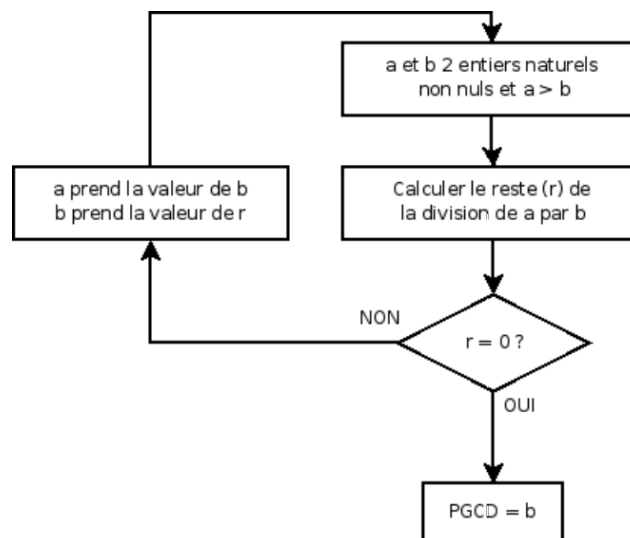 a et b 2 entiers naturels
non nuls et a > b
a prend la valeur de b
b prend la valeur de r
Calculer le reste (r) de
la division de a par b
NON
r = 0 ?
OUI
PGCD = b